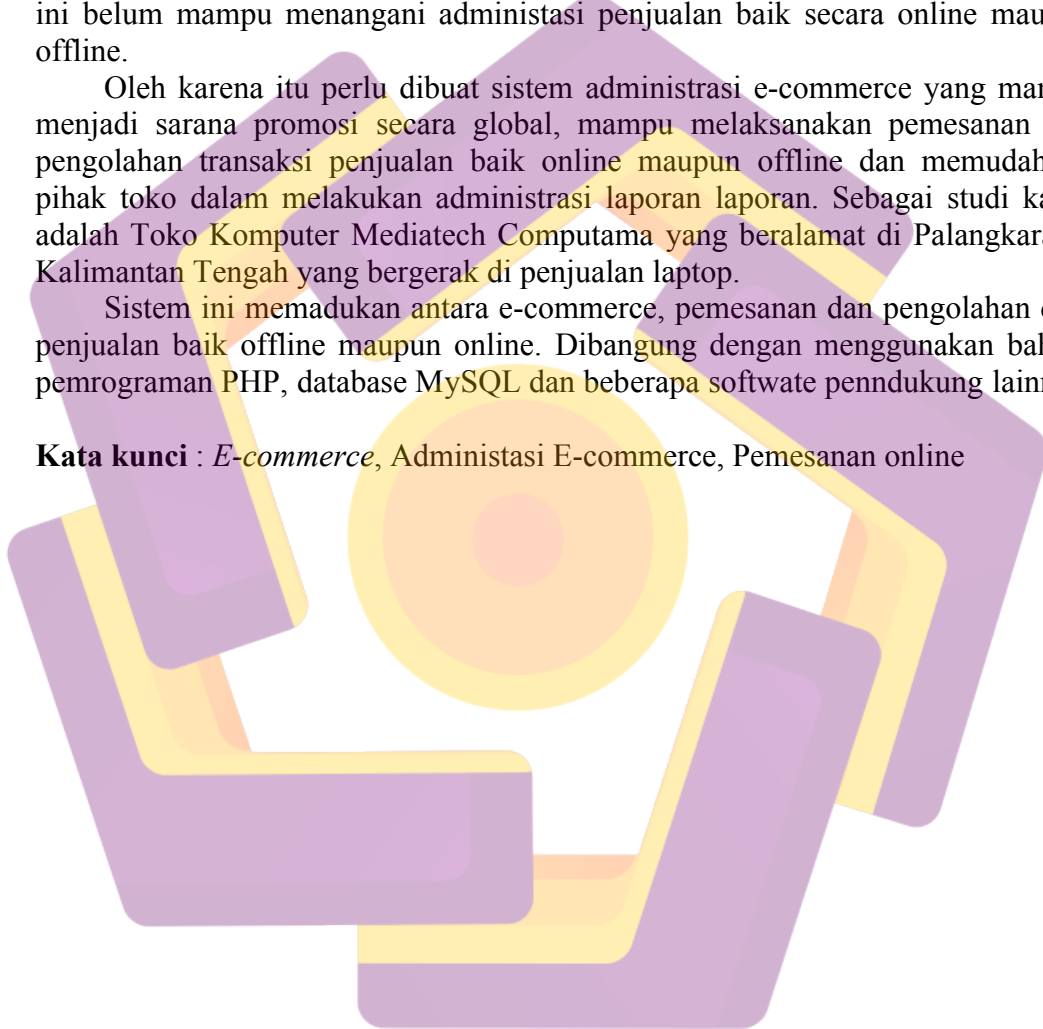 ini belum mampu menangani administasi penjualan baik secara online mau
offline.
Oleh karena itu perlu dibuat sistem administrasi e-commerce yang mam
menjadi sarana promosi secara global, mampu melaksanakan pemesanan
pengolahan transaksi penjualan baik online maupun offline dan memudah
pihak toko dalam melakukan administrasi laporan laporan. Sebagai studi ka
adalah Toko Komputer Mediatech Computama yang beralamat di Palangkara
Kalimantan Tengah yang bergerak di penjualan laptop.
Sistem ini memadukan antara e-commerce, pemesanan dan pengolahan
penjualan baik offline maupun online. Dibangung dengan menggunakan bah
pemrograman PHP, database MySQL dan beberapa softwate penndukung lain
Kata kunci : E-commerce, Administasi E-commerce, Pemesanan online